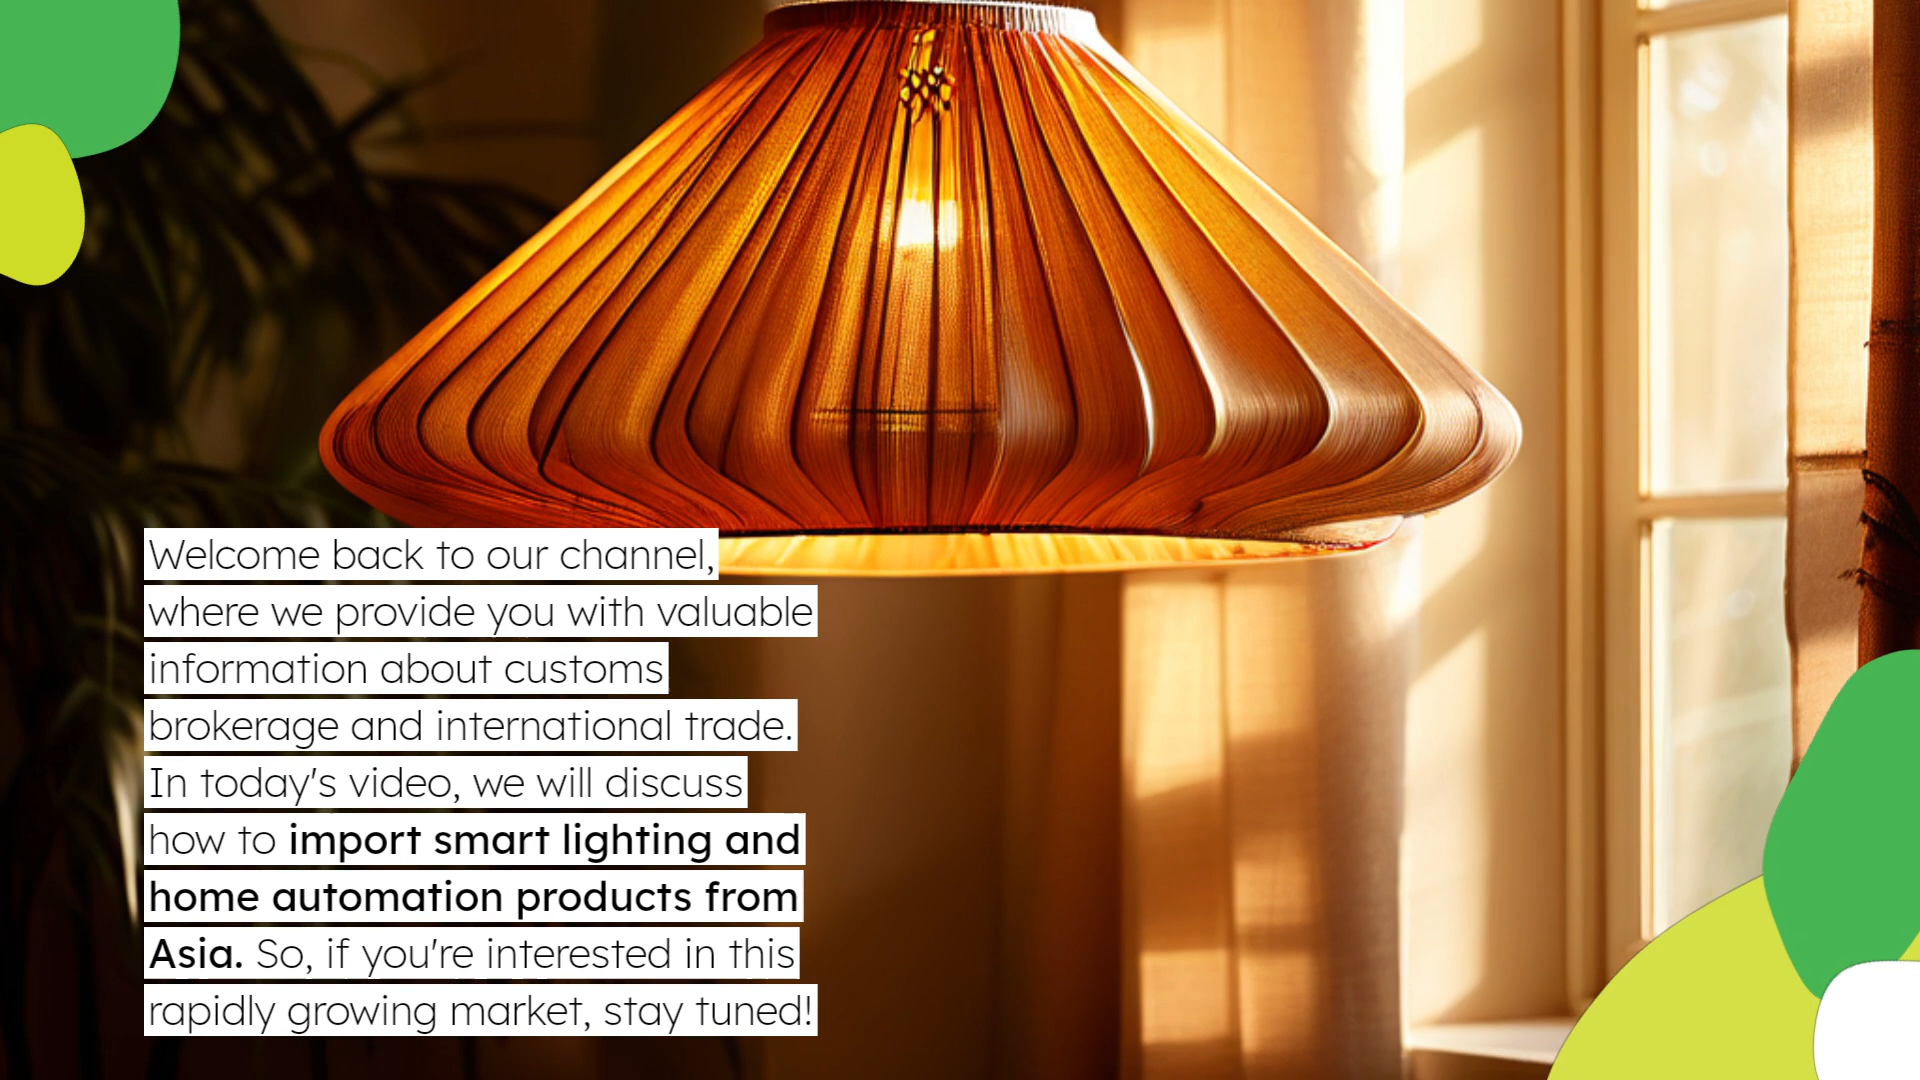 Welcome back to our channel,
where we provide you with valuable
information about customs
brokerage and international trade.
In today's video, we will discuss
how to import smart lighting and
home automation products from
Asia. So, if you're interested in this
rapidly growing market, stay tuned!